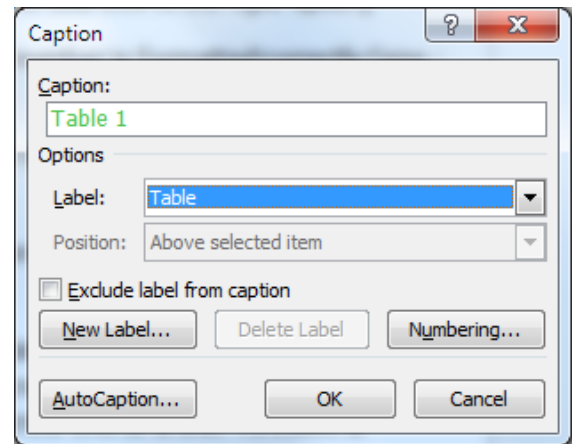 Caption
Caption:
Table 1
Options
Label: Table
Position: Above selected item
Exclude label from caption
New Label... Delete Label Numbering...
AutoCaption... OK Cancel